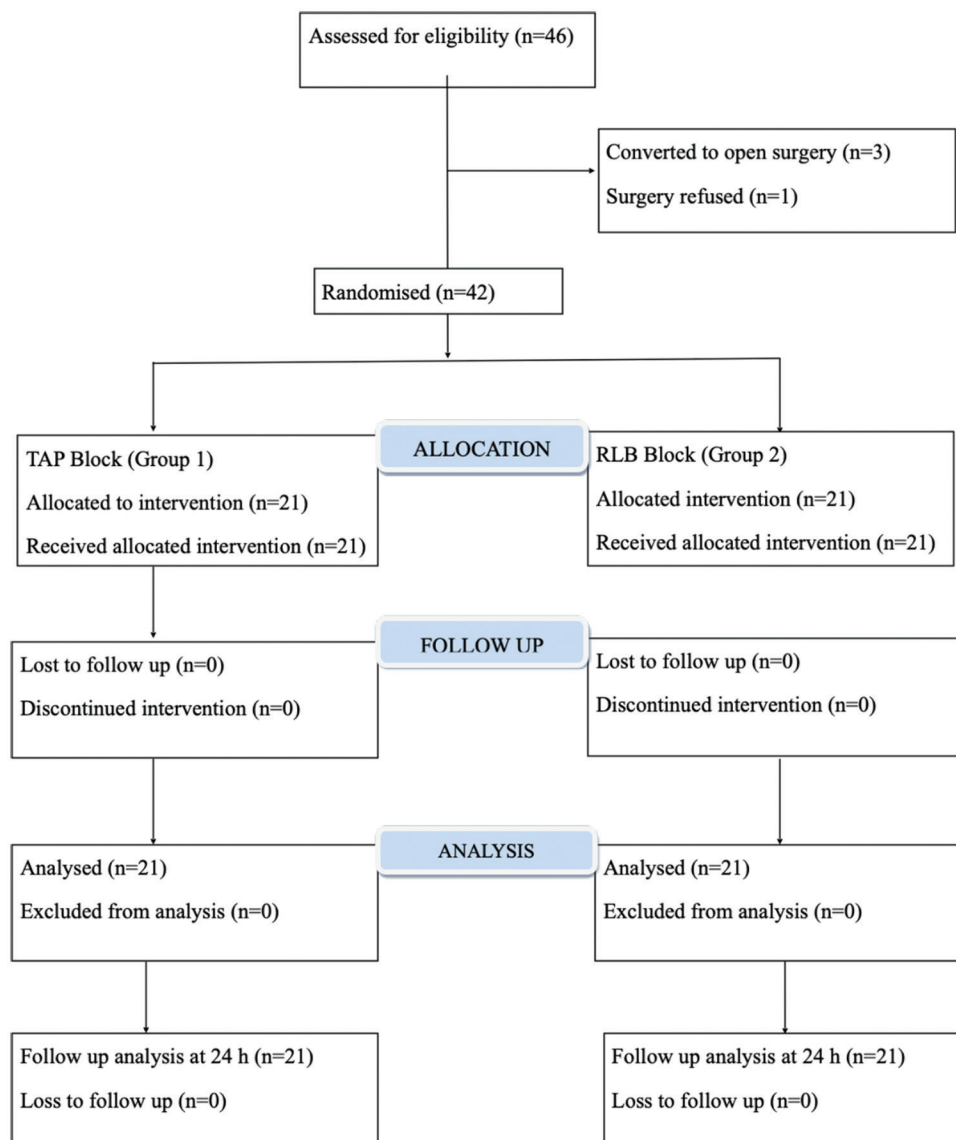 Assessed for eligibility (n=46)
Converted to open surgery (n=3)
Surgery refused (n=1)
Randomised (n=42)
ALLOCATION
TAP Block (Group 1)
Allocated to intervention (n=21)
Received allocated intervention (n=21)
RLB Block (Group 2)
Allocated intervention (n=21)
Received allocated intervention (n=21)
FOLLOW UP
Lost to follow up (n=0)
Discontinued intervention (n=0)
Lost to follow up (n=0)
Discontinued intervention (n=0)
ANALYSIS
Analysed (n=21)
Excluded from analysis (n=0)
Analysed (n=21)
Excluded from analysis (n=0)
Follow up analysis at 24 h (n=21)
Loss to follow up (n=0)
Follow up analysis at 24 h (n=21)
Loss to follow up (n=0)